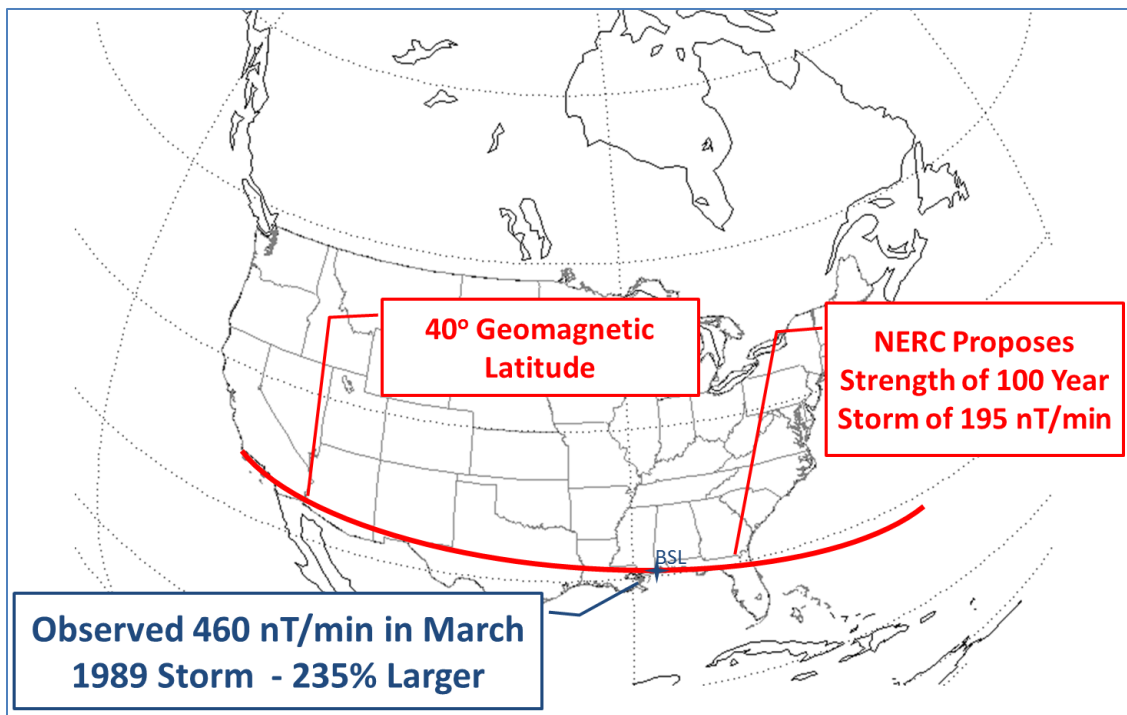 40° Geomagnetic
Latitude
NERC Proposes
Strength of 100 Year
Storm of 195 nT/min
BSL
Observed 460 nT/min in March
1989 Storm - 235% Larger